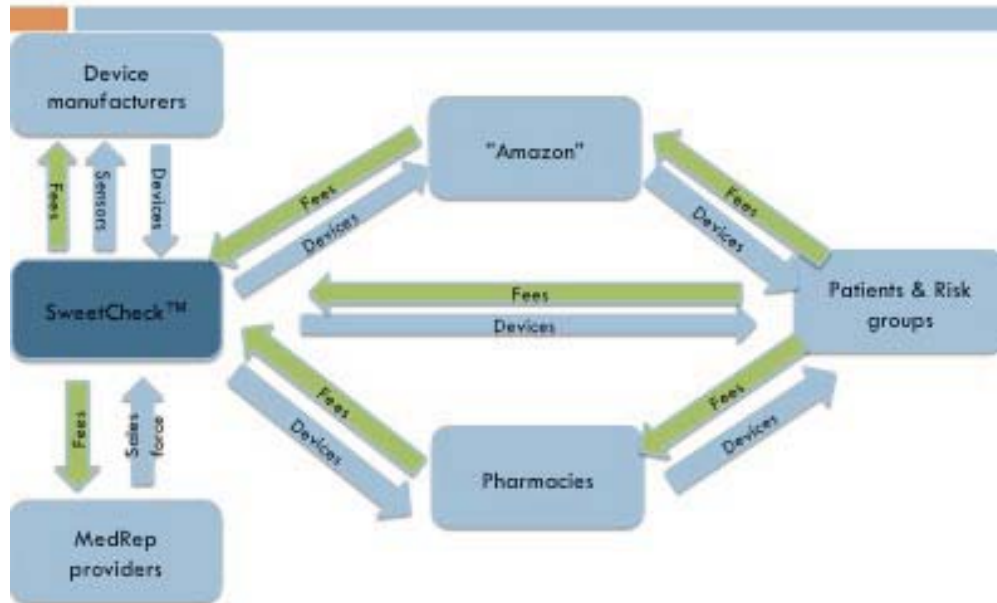 Device
manufacturers
"Amazon"
Fees
Sensors
Devices
Fees
Devices
Fees
Devices
SweetCheck™
Fees
Devices
Patients & Risk
groups
Fees
Sales
force
Fees
Devices
Fees
Devices
Pharmacies
MedRep
providers